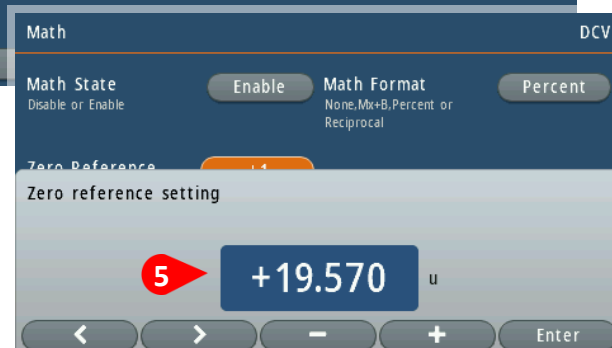 Math DCV
Math State Enable Math Format Percent
Disable or Enable None,Mx+B,Percent or
Reciprocal
Zero Reference +1
Zero reference setting
5 +19.570 u
< > − + Enter